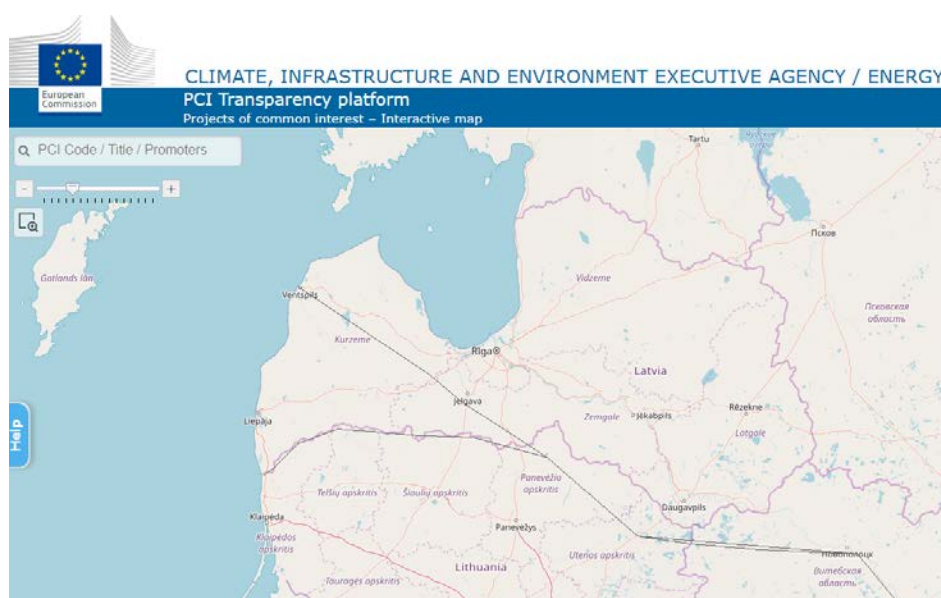 European
Commission
CLIMATE, INFRASTRUCTURE AND ENVIRONMENT EXECUTIVE AGENCY / ENERGY
PCI Transparency platform
Projects of common interest – Interactive map
PCI Code / Title / Promoters
Tartu
Псков
Gotlands län
Vidzeme
Псковская
область
Ventspils
Kurzeme
Rīga®
Latvia
Jelgava
Zemgale
Jēkabpils
Rēzekne
Latgale
Liepāja
Help
Telšių apskritis
Šiaulių apskritis
Panevėžio
apskritis
Daugavpils
Klaipėda
Klaipėdos
apskritis
Panevėžys
Utenos apskritis
Новополоцк
Lithuania
Витебская
область
Tauragės apskritis